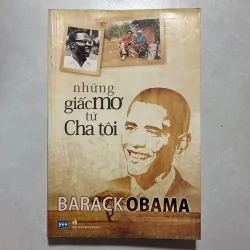 những
giấc mơ
từ
Cha tôi
BARACK OBAMA